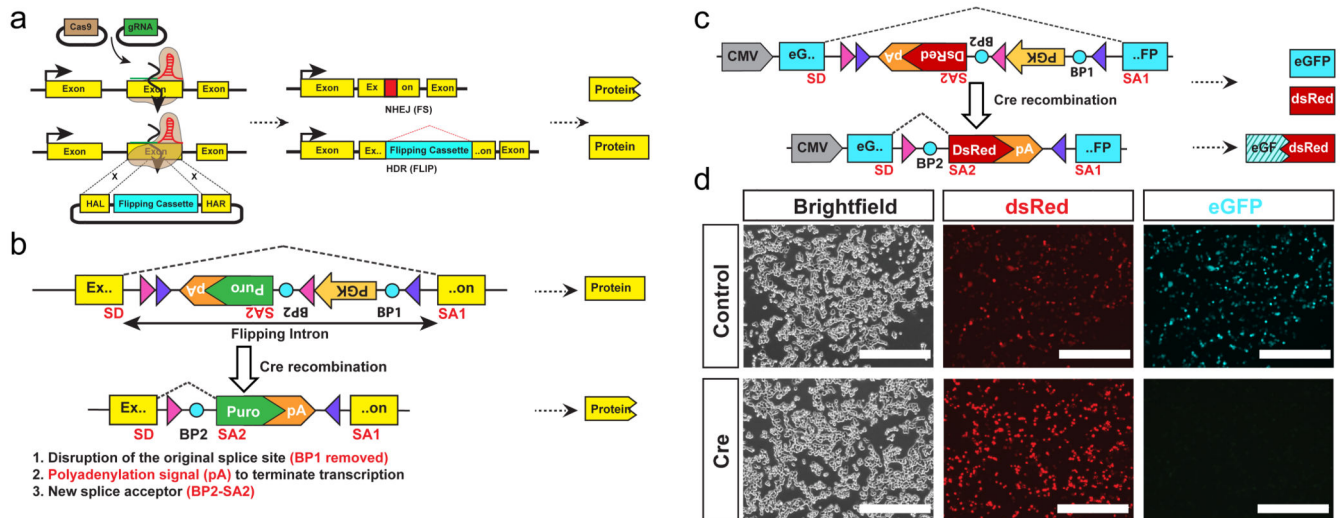 a
Cas9
gRNA
Exon
Exon
Exon
Exon
Exon
Exon
X
X
HAL
Flipping Cassette
HAR
Exon
Ex
on
Exon
NHEJ (FS)
Exon
Ex..
Flipping Cassette
..on
Exon
HDR (FLIP)
Protein
Protein
b
Ex..
pA
Puro
PGK
..on
SD
SA2
BP2
BP1
SA1
Flipping Intron
Protein
Cre recombination
Ex..
Puro
pA
..on
SD
BP2
SA2
SA1
Protein
1. Disruption of the original splice site (BP1 removed)
2. Polyadenylation signal (pA) to terminate transcription
3. New splice acceptor (BP2-SA2)
c
CMV
eG..
pA
DsRed
BP2
PGK
BP1
..FP
SD
SA2
SA1
eGFP
dsRed
Cre recombination
CMV
eG..
DsRed
pA
..FP
SD
BP2
SA2
SA1
eGF
dsRed
d
Brightfield
dsRed
eGFP
Control
Cre